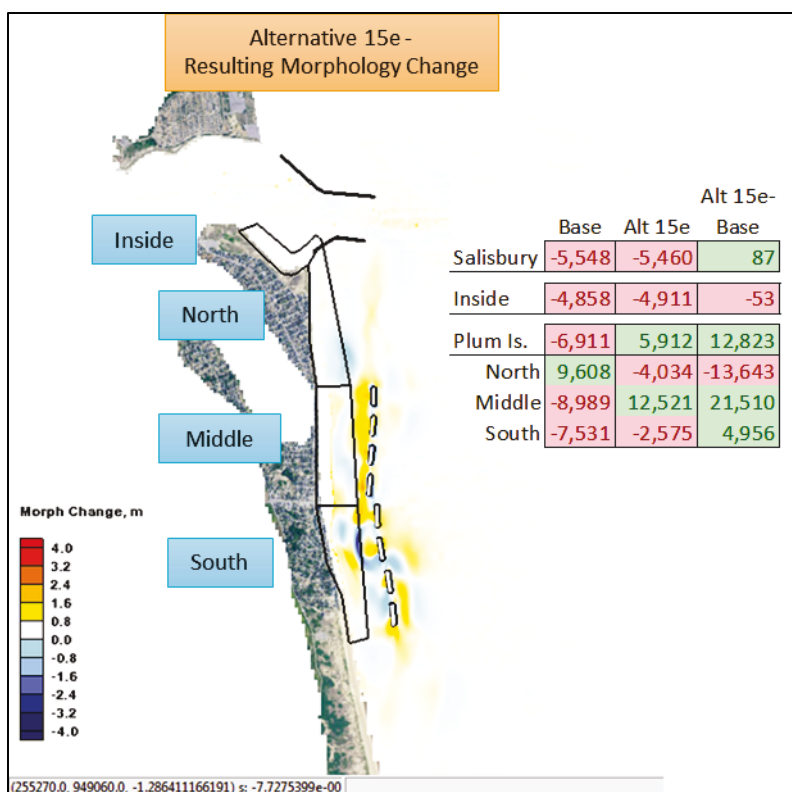 Alternative 15e -
Resulting Morphology Change
Inside
North
Middle
South
Alt 15e-
Base Alt 15e Base
Salisbury -5,548 -5,460 87
Inside -4,858 -4,911 -53
Plum Is. -6,911 5,912 12,823
North 9,608 -4,034 -13,643
Middle -8,989 12,521 21,510
South -7,531 -2,575 4,956
Morph Change, m
4.0
3.2
2.4
1.6
0.8
0.0
-0.8
-1.6
-2.4
-3.2
-4.0
(255270.0, 949060.0, -1.286411166191) s: -7.7275399e-00